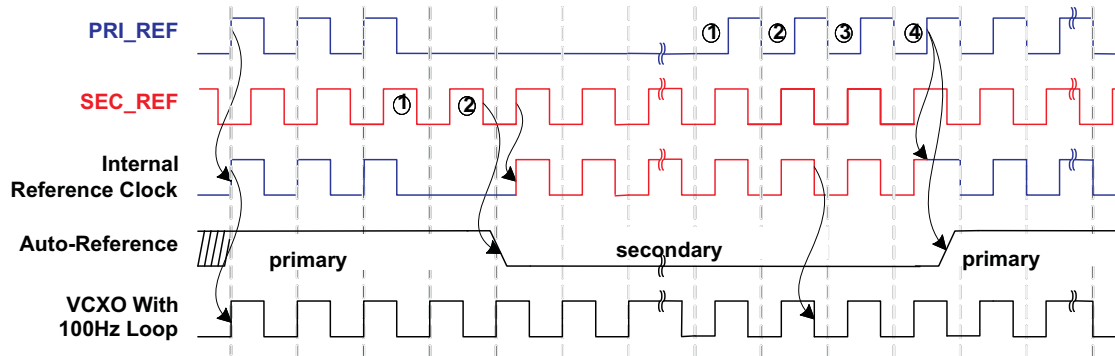 PRI_REF
1 2 3 4
SEC_REF
1 2
Internal
Reference Clock
Auto-Reference
primary
secondary
primary
VCXO With
100Hz Loop